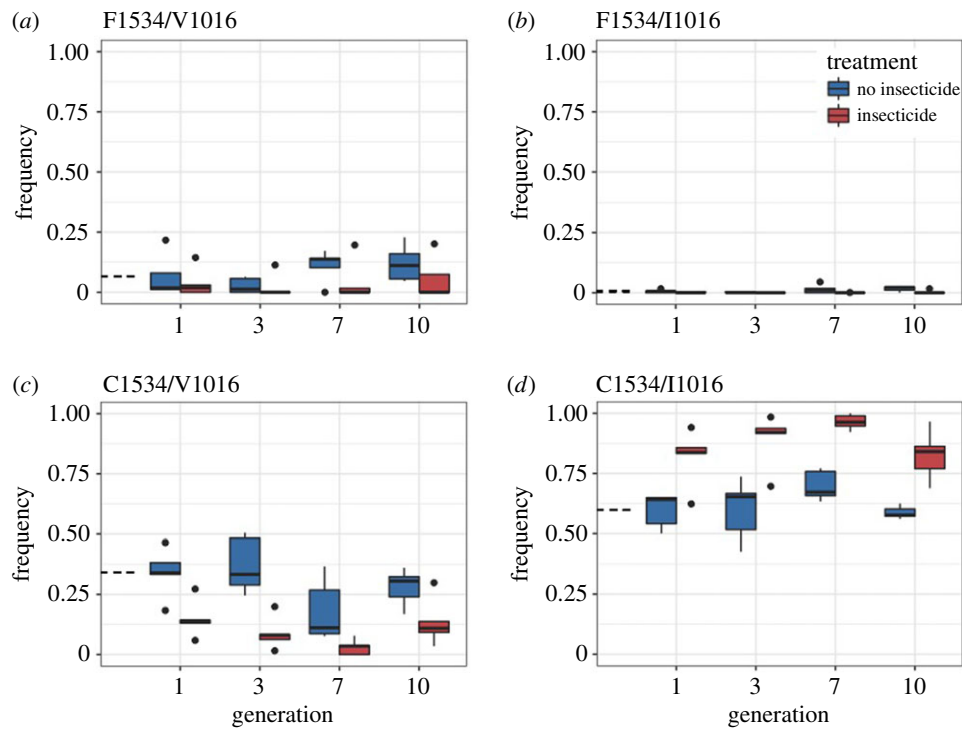 (a) F1534/V1016
1.00
0.75
0.50
0.25
0
frequency
1 3 7 10
(b) F1534/I1016
1.00
0.75
0.50
0.25
0
frequency
treatment
no insecticide
insecticide
1 3 7 10
(c) C1534/V1016
1.00
0.75
0.50
0.25
0
frequency
1 3 7 10
generation
(d) C1534/I1016
1.00
0.75
0.50
0.25
0
frequency
1 3 7 10
generation